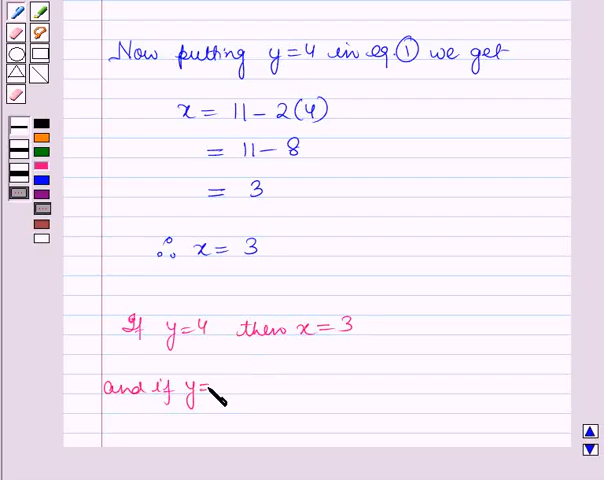 Now putting y=4 in eq ① we get
x = 11 - 2(4)
= 11 - 8
= 3
∴ x = 3
If y=4 then x=3
and if y=